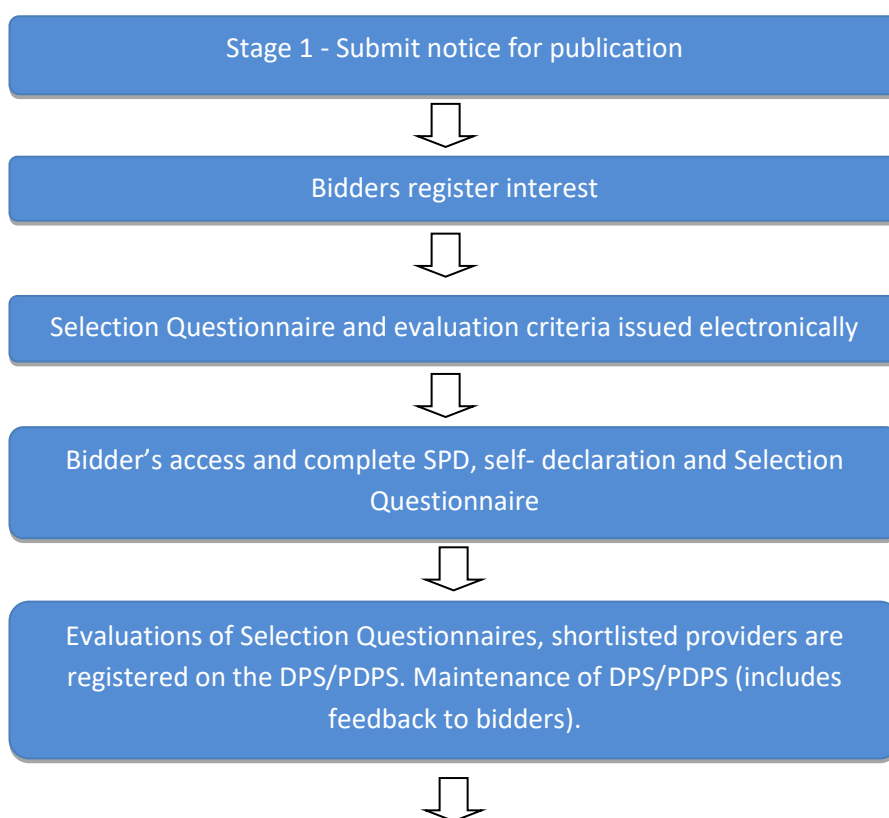 Stage 1 - Submit notice for publication
Bidders register interest
Selection Questionnaire and evaluation criteria issued electronically
Bidder’s access and complete SPD, self- declaration and Selection
Questionnaire
Evaluations of Selection Questionnaires, shortlisted providers are
registered on the DPS/PDPS. Maintenance of DPS/PDPS (includes
feedback to bidders).